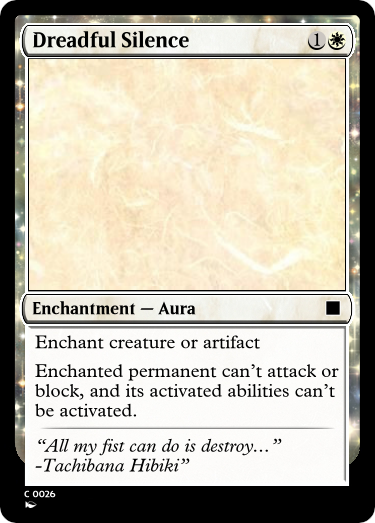 Dreadful Silence 1
Enchantment — Aura
Enchant creature or artifact
Enchanted permanent can't attack or
block, and its activated abilities can't
be activated.
“All my fist can do is destroy…”
-Tachibana Hibiki”
C 0026